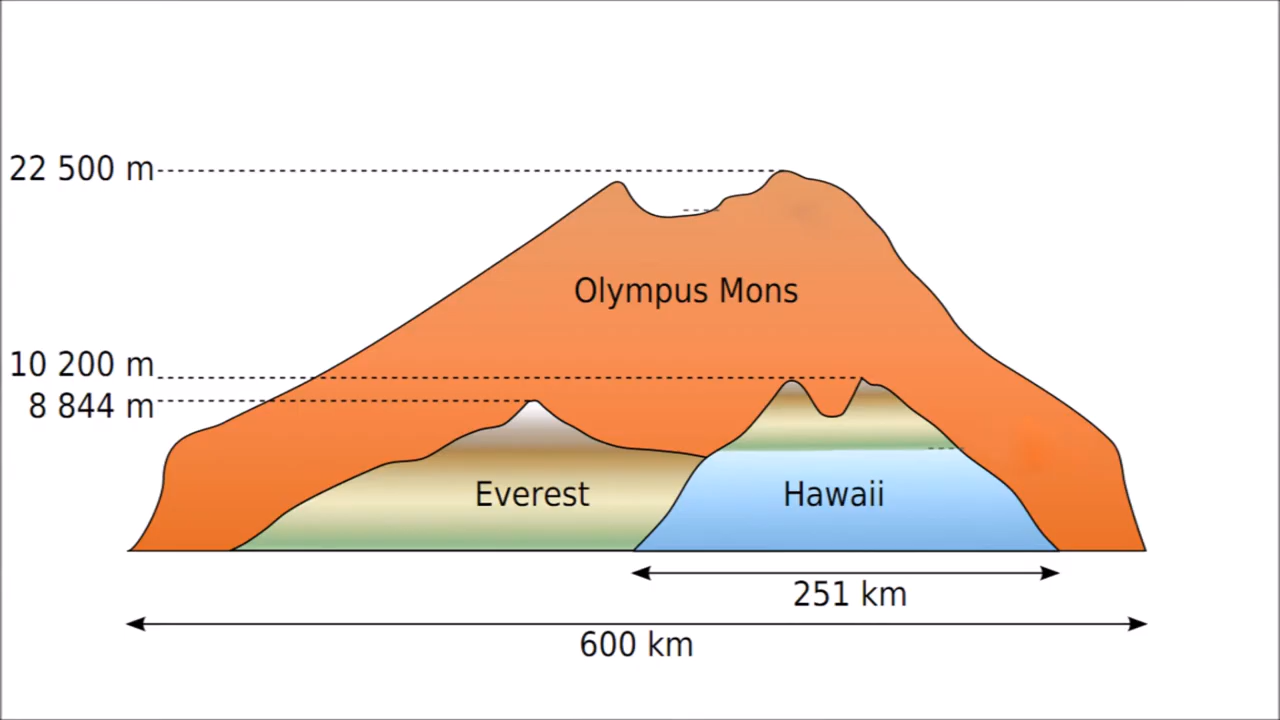 22 500 m
Olympus Mons
10 200 m
8 844 m
Everest
Hawaii
251 km
600 km